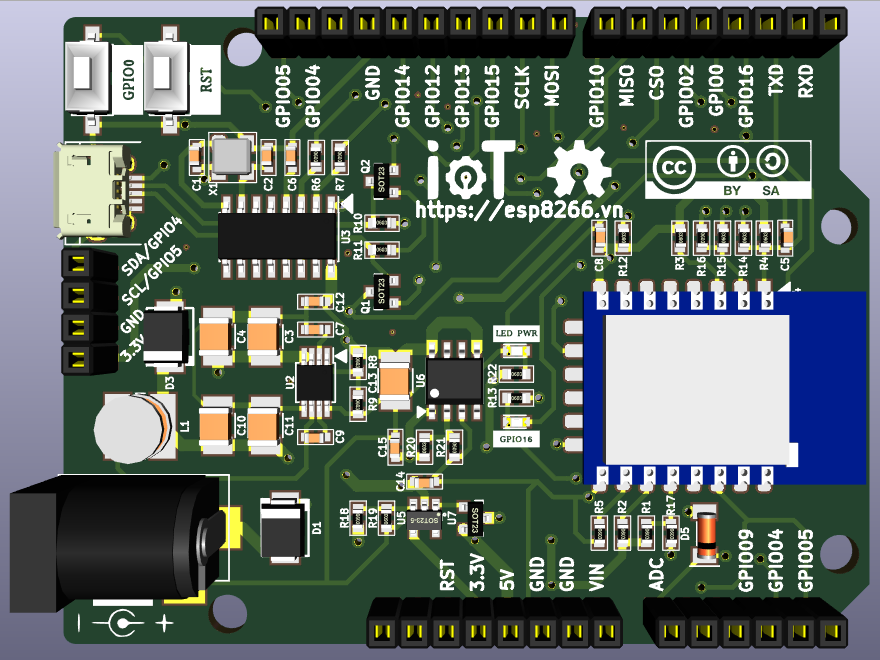 GPIO0
RST
GPIO05
GPIO04
GND
GPIO14
GPIO12
GPIO13
GPIO15
SCLK
MOSI
GPIO10
MISO
CSO
GPIO02
GPIO0
GPIO16
TXD
RXD
C1
X1
C2
C6
R6
R7
Q2
SOT23
IoT
https://esp8266.vn
cc
BY SA
U3
R10
R11
SDA/GPIO4
SCL/GPIO5
GND
3.3V
Q1
SOT23
C8
R12
R3
R16
R15
R14
R4
C5
C12
C7
D3
C4
C3
U2
R8
C13
R9
U6
LED PWR
R22
R13
GPIO16
L1
C10
C11
C9
C15
R20
R21
C14
D1
R18
R19
U5
SOT23-5
U7
SOT23
R5
R2
R1
R17
D5
RST
3.3V
5V
GND
GND
VIN
ADC
GPIO09
GPIO04
GPIO05
- +